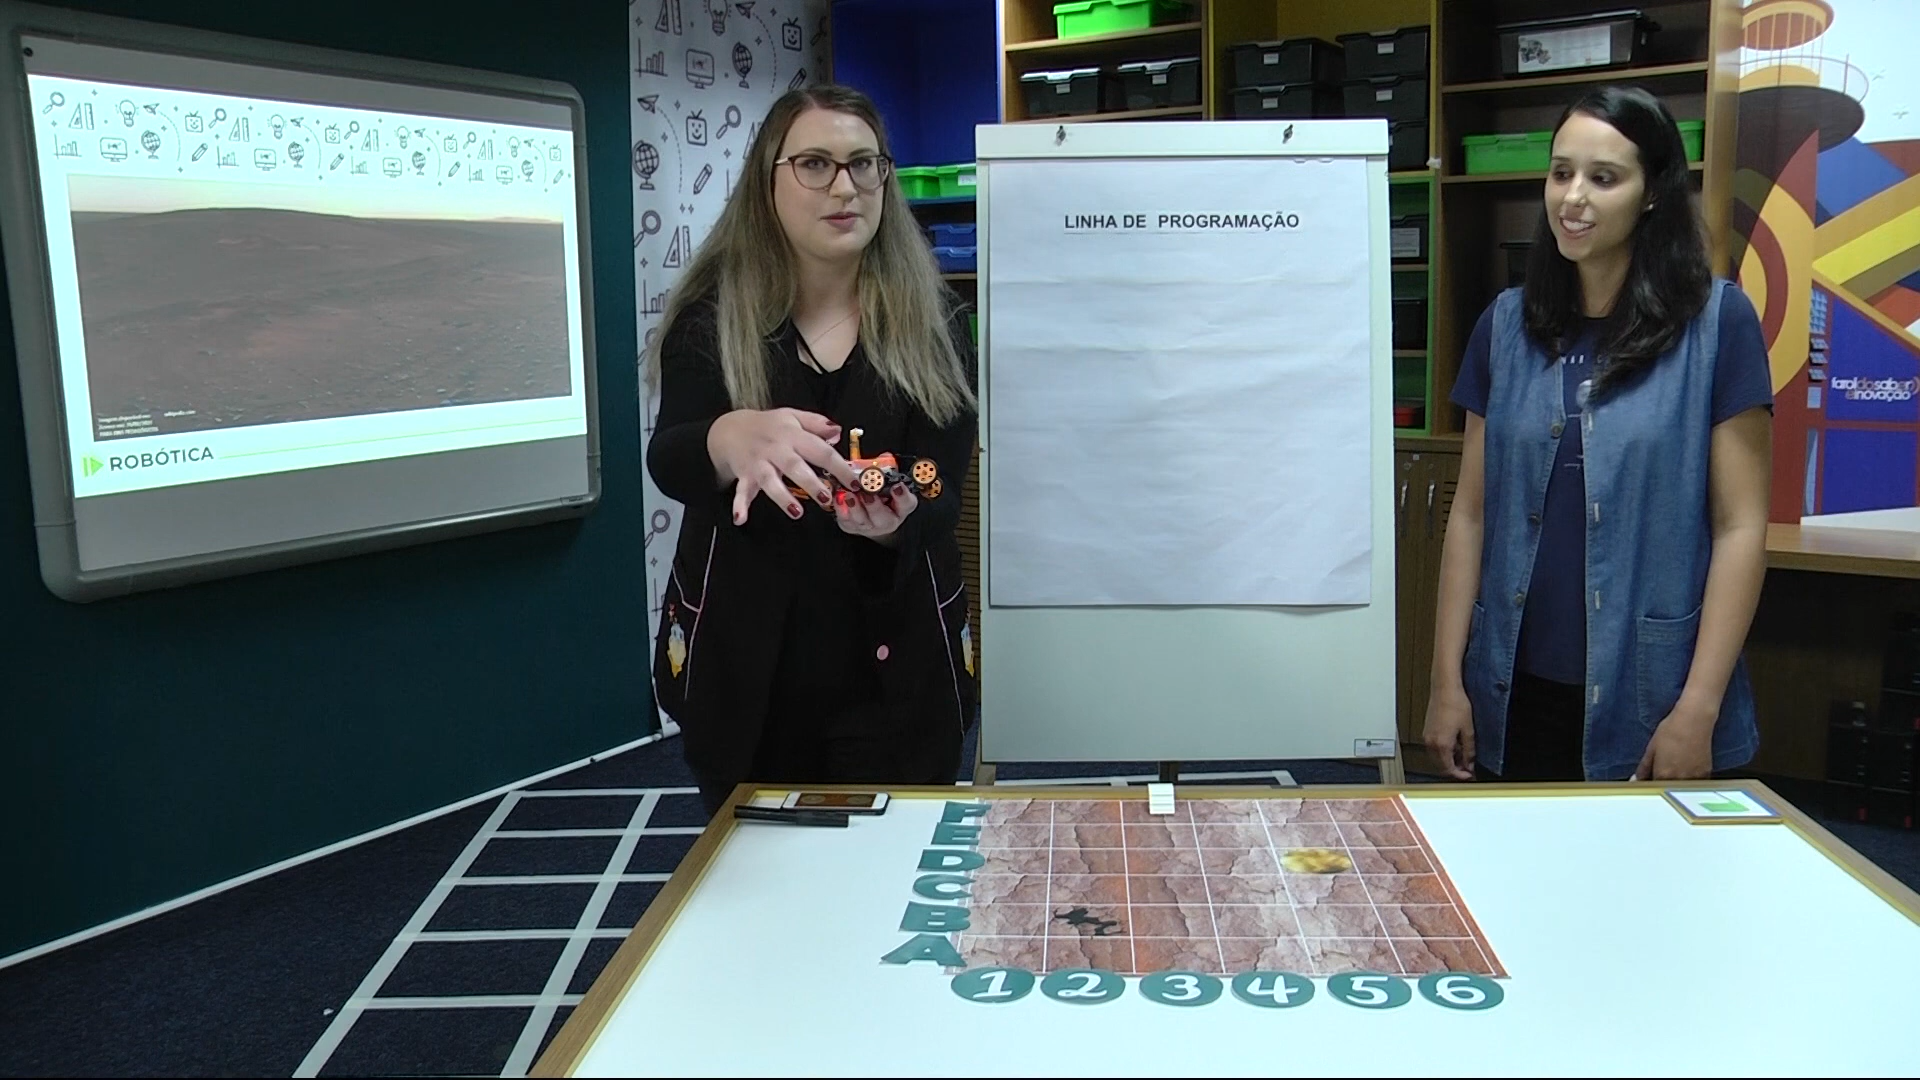 ROBÓTICA
LINHA DE PROGRAMAÇÃO
farol do saber
e inovação
F
E
D
C
B
A
1 2 3 4 5 6